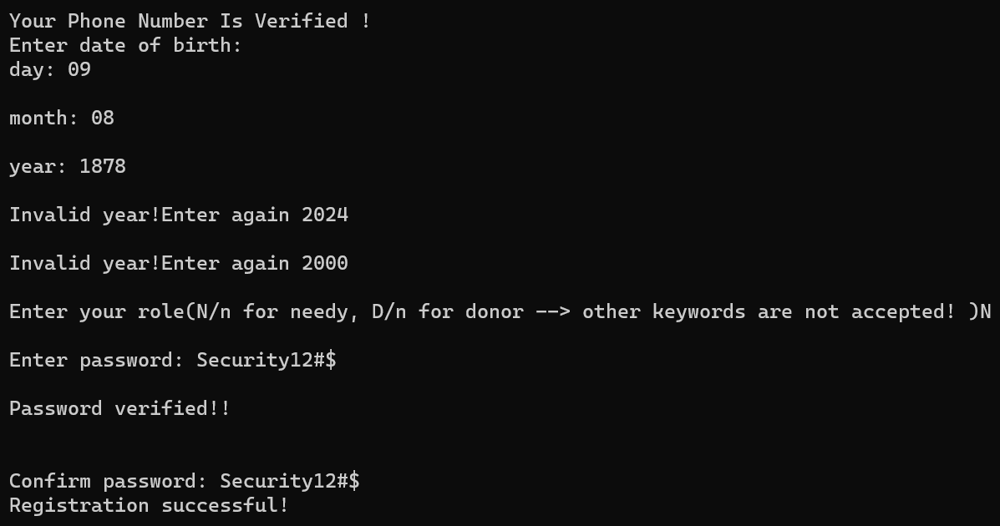 Your Phone Number Is Verified !
Enter date of birth:
day: 09
month: 08
year: 1878
Invalid year!Enter again 2024
Invalid year!Enter again 2000
Enter your role(N/n for needy, D/n for donor --> other keywords are not accepted! )N
Enter password: Security12#$
Password verified!!
Confirm password: Security12#$
Registration successful!